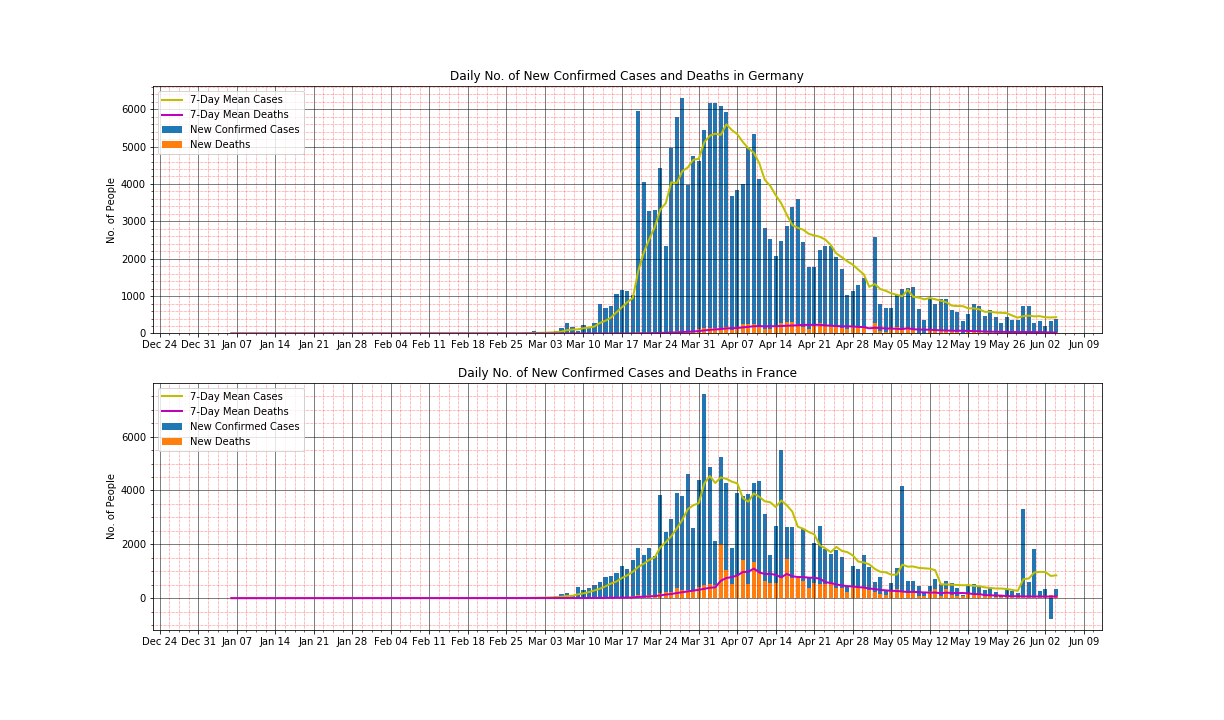 Daily No. of New Confirmed Cases and Deaths in Germany
7-Day Mean Cases
7-Day Mean Deaths
New Confirmed Cases
New Deaths
No. of People
6000
5000
4000
3000
2000
1000
0
Dec 24 Dec 31 Jan 07 Jan 14 Jan 21 Jan 28 Feb 04 Feb 11 Feb 18 Feb 25 Mar 03 Mar 10 Mar 17 Mar 24 Mar 31 Apr 07 Apr 14 Apr 21 Apr 28 May 05 May 12 May 19 May 26 Jun 02 Jun 09
Daily No. of New Confirmed Cases and Deaths in France
7-Day Mean Cases
7-Day Mean Deaths
New Confirmed Cases
New Deaths
No. of People
6000
4000
2000
0
Dec 24 Dec 31 Jan 07 Jan 14 Jan 21 Jan 28 Feb 04 Feb 11 Feb 18 Feb 25 Mar 03 Mar 10 Mar 17 Mar 24 Mar 31 Apr 07 Apr 14 Apr 21 Apr 28 May 05 May 12 May 19 May 26 Jun 02 Jun 09